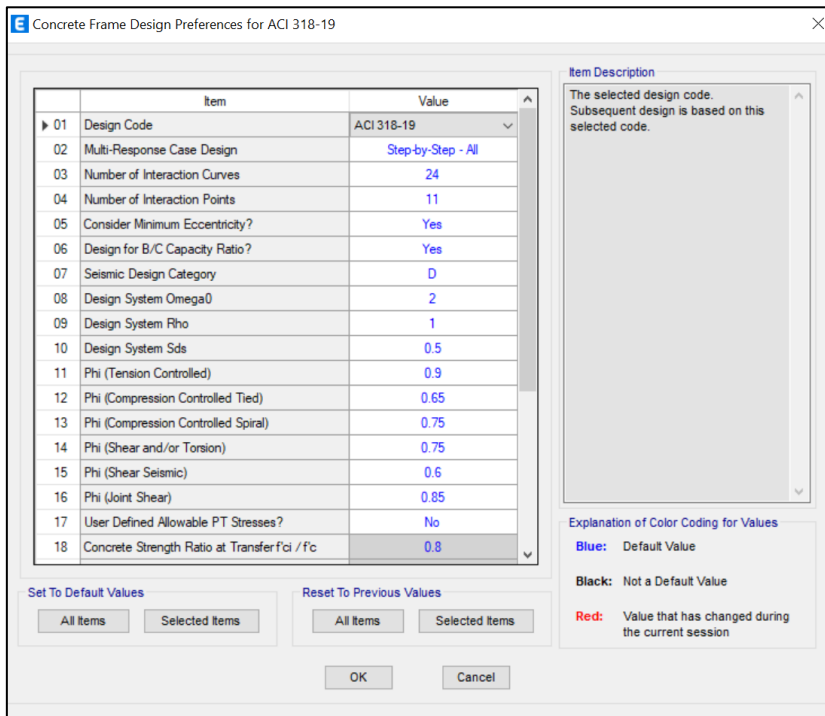 E Concrete Frame Design Preferences for ACI 318-19
Item Value
01 Design Code ACI 318-19
02 Multi-Response Case Design Step-by-Step - All
03 Number of Interaction Curves 24
04 Number of Interaction Points 11
05 Consider Minimum Eccentricity? Yes
06 Design for B/C Capacity Ratio? Yes
07 Seismic Design Category D
08 Design System Omega0 2
09 Design System Rho 1
10 Design System Sds 0.5
11 Phi (Tension Controlled) 0.9
12 Phi (Compression Controlled Tied) 0.65
13 Phi (Compression Controlled Spiral) 0.75
14 Phi (Shear and/or Torsion) 0.75
15 Phi (Shear Seismic) 0.6
16 Phi (Joint Shear) 0.85
17 User Defined Allowable PT Stresses? No
18 Concrete Strength Ratio at Transfer f'ci / f'c 0.8
Set To Default Values
All Items Selected Items
Reset To Previous Values
All Items Selected Items
Item Description
The selected design code.
Subsequent design is based on this
selected code.
Explanation of Color Coding for Values
Blue: Default Value
Black: Not a Default Value
Red: Value that has changed during
the current session
OK Cancel